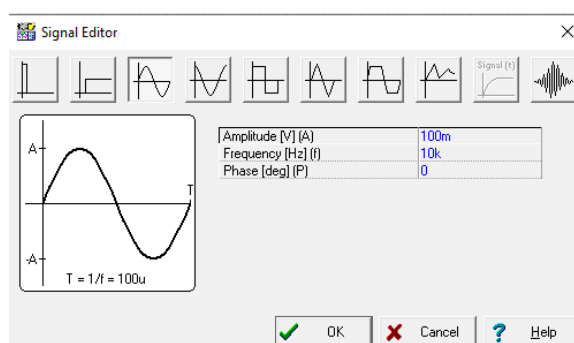 Signal Editor
Signal (t)
Amplitude [V] (A) 100m
Frequency [Hz] (f) 10k
Phase [deg] (P) 0
A
T
-A
T = 1/f = 100u
OK Cancel ? Help